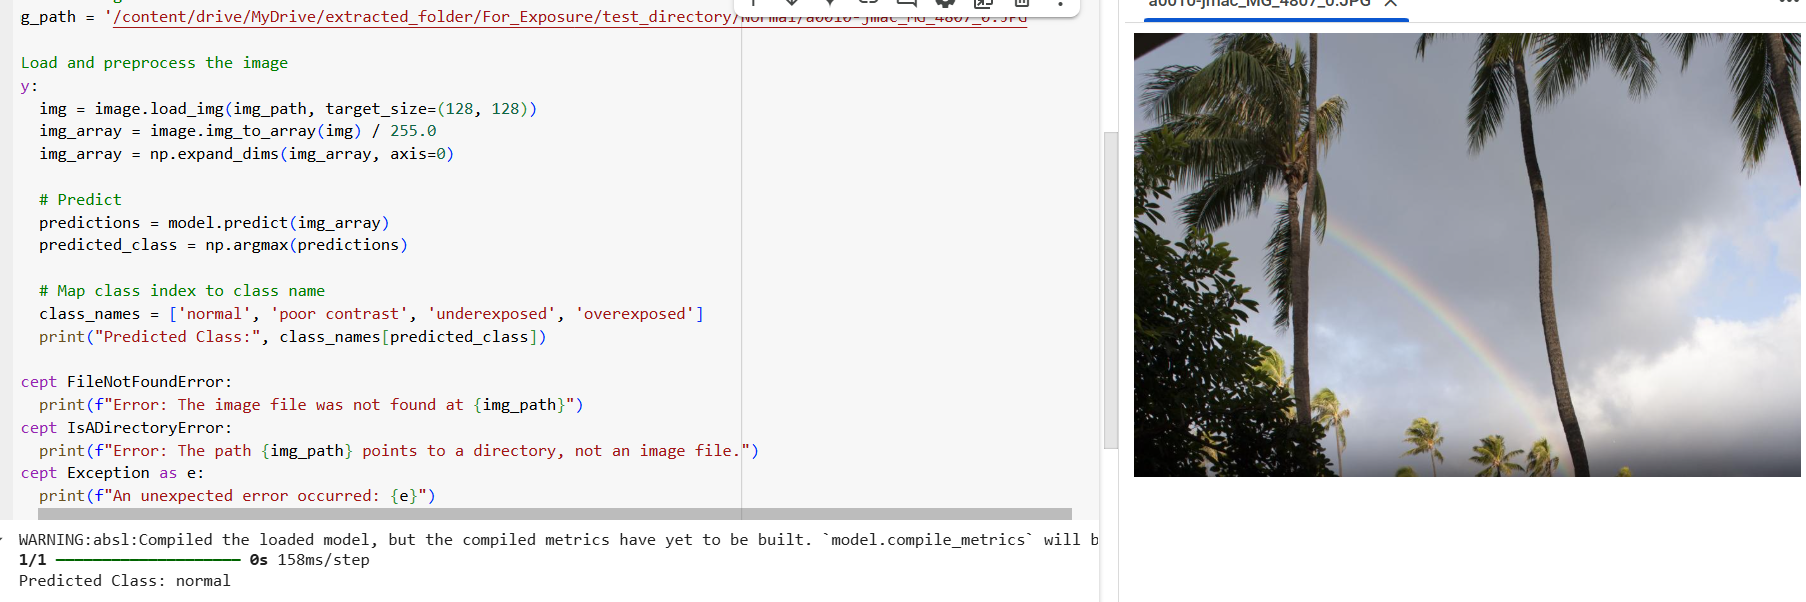 g_path = '/content/drive/MyDrive/extracted_folder/For_Exposure/test_directory/Normal/a0010-jmac_MG_4807_0.JPG
Load and preprocess the image
y:
img = image.load_img(img_path, target_size=(128, 128))
img_array = image.img_to_array(img) / 255.0
img_array = np.expand_dims(img_array, axis=0)
# Predict
predictions = model.predict(img_array)
predicted_class = np.argmax(predictions)
# Map class index to class name
class_names = ['normal', 'poor contrast', 'underexposed', 'overexposed']
print("Predicted Class:", class_names[predicted_class])
cept FileNotFoundError:
print(f"Error: The image file was not found at {img_path}")
cept IsADirectoryError:
print(f"Error: The path {img_path} points to a directory, not an image file.")
cept Exception as e:
print(f"An unexpected error occurred: {e}")
WARNING:absl:Compiled the loaded model, but the compiled metrics have yet to be built. `model.compile_metrics` will b
1/1 0s 158ms/step
Predicted Class: normal
a0010-jmac_MG_4807_0.JPG